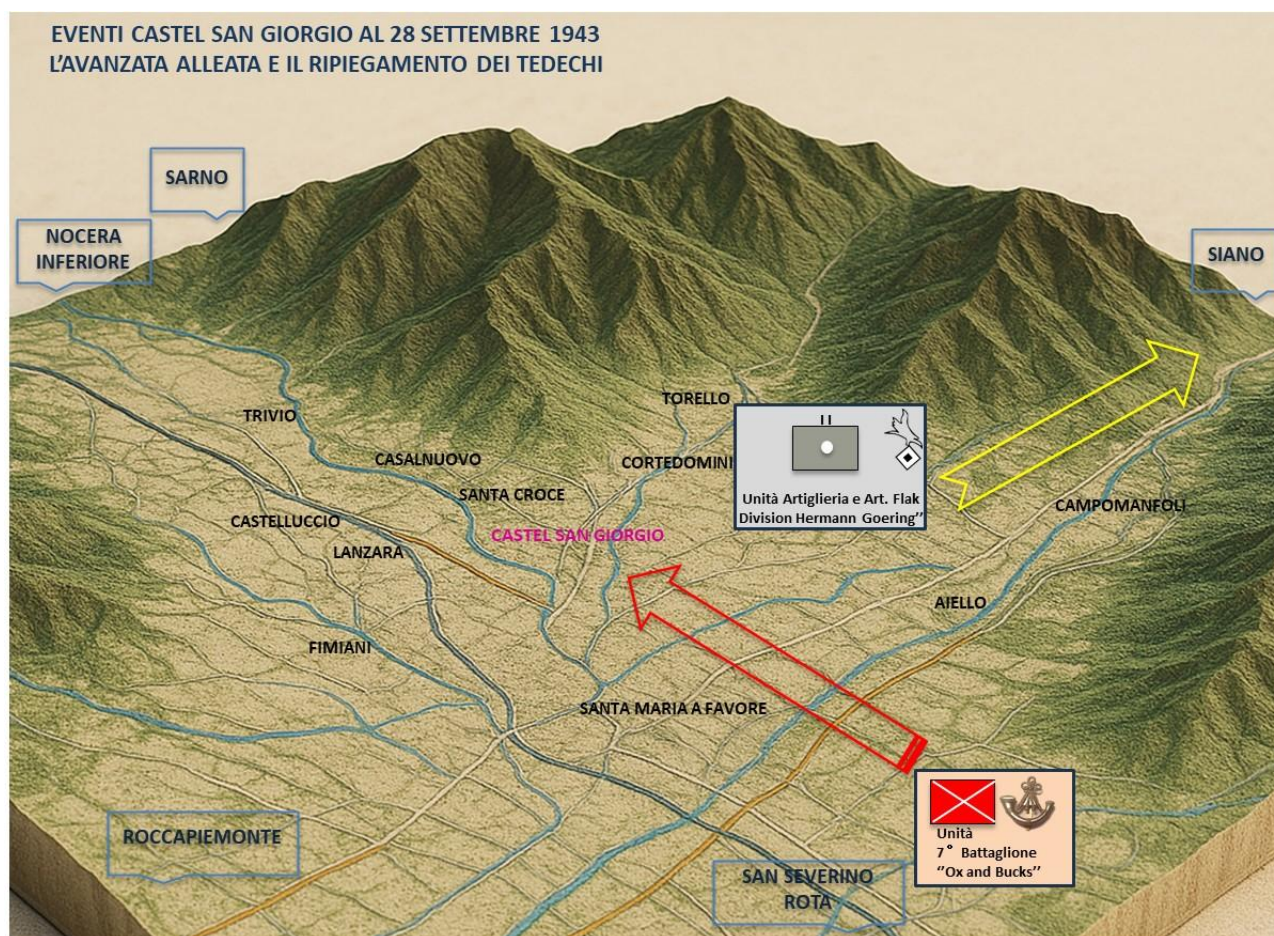 EVENTI CASTEL SAN GIORGIO AL 28 SETTEMBRE 1943
L'AVANZATA ALLEATA E IL RIPIEGAMENTO DEI TEDECHI
SARNO
NOCERA
INFERIORE
SIANO
TORELLO
TRIVIO
CASALNUOVO
CORTEDOMINI
SANTA CROCE
II
Unità Artiglieria e Art. Flak
Division Hermann Goering''
CAMPOMANFOLI
CASTELLUCCIO
CASTEL SAN GIORGIO
LANZARA
AIELLO
FIMIANI
SANTA MARIA A FAVORE
Unità
7° Battaglione
''Ox and Bucks''
ROCCAPIEMONTE
SAN SEVERINO
ROTA